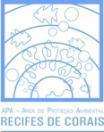 APA - ÁREA DE PROTEÇÃO AMBIENTAL
RECIFES DE CORAIS